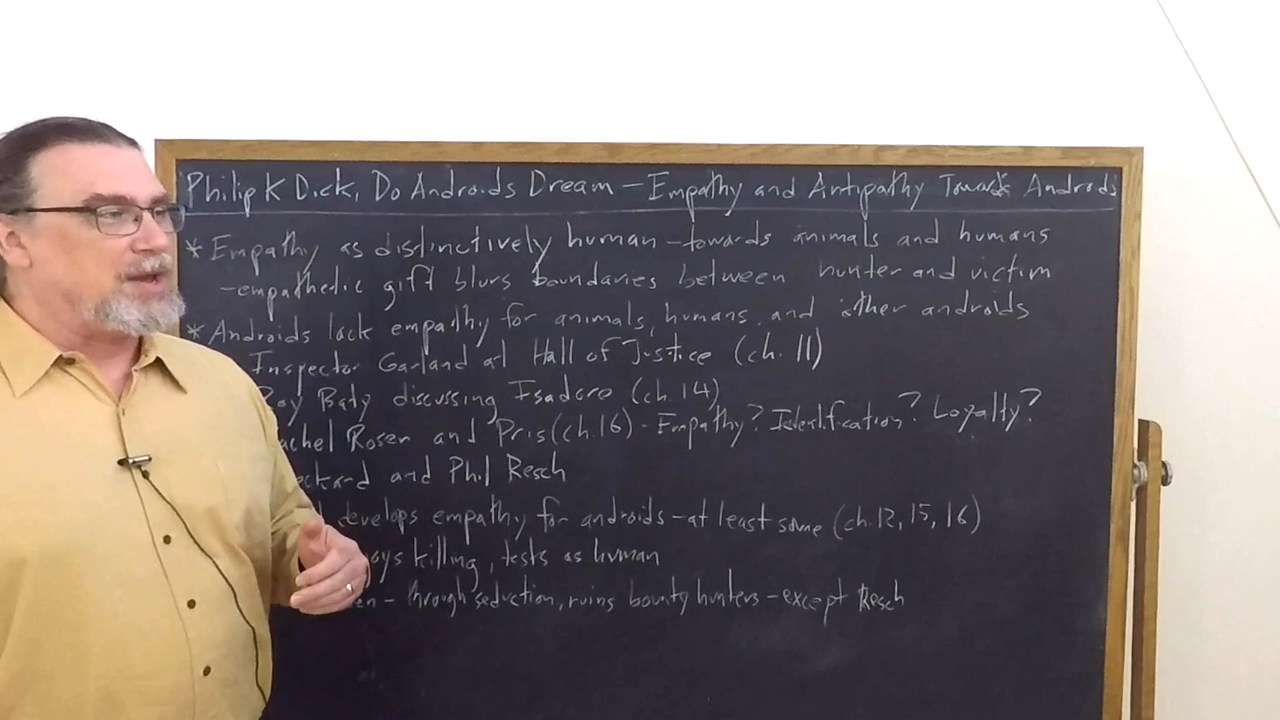 Philip K Dick, Do Androids Dream – Empathy and Antipathy Towards Androids
* Empathy as distinctively human – towards animals and humans
- empathetic gift blurs boundaries between hunter and victim
* Androids lack empathy for animals, humans, and other androids
Inspector Garland at Hall of Justice (ch. 11)
Roy Baty discussing Isadore (ch 14)
achel Rosen and Pris (ch. 16) - Empathy? Identification? Loyalty?
eckard and Phil Resch
develops empathy for androids – at least some (ch. 12, 15, 16)
oys killing, tests as human
en – through seduction, ruins bounty hunters – except Resch